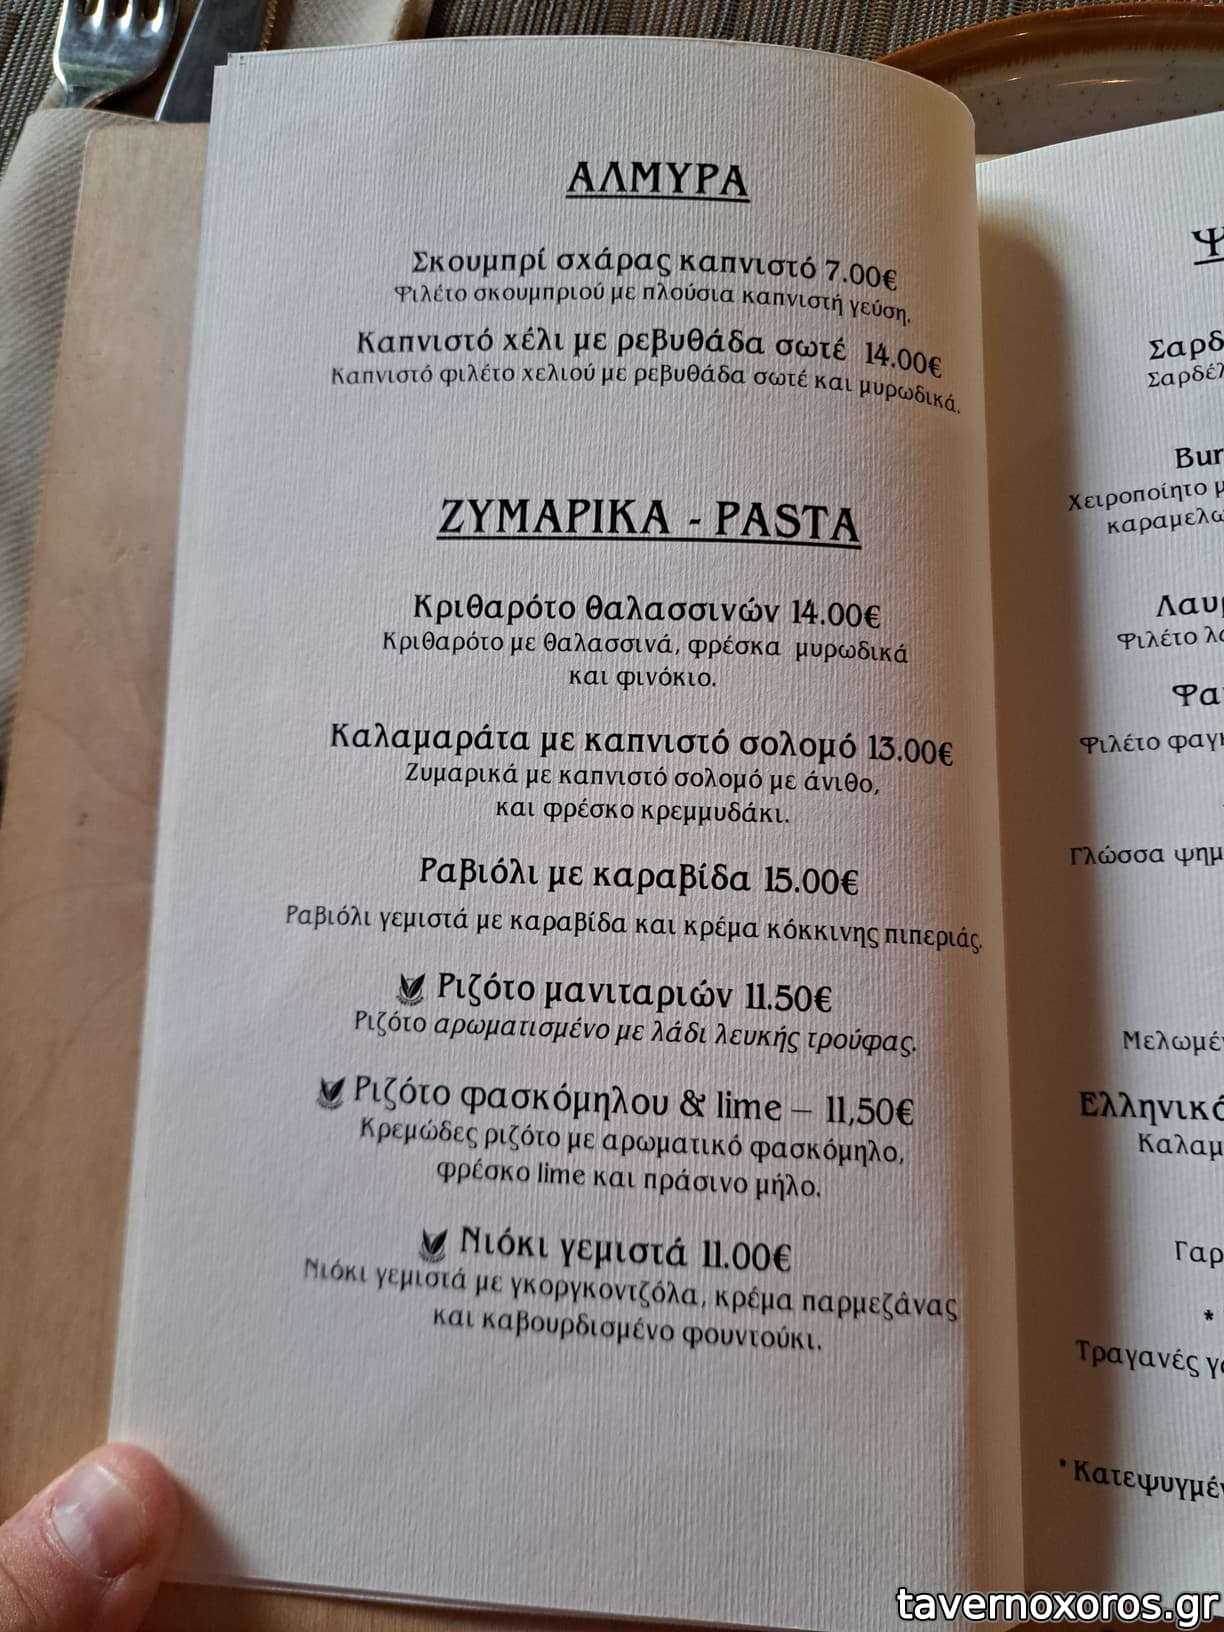 ΑΛΜΥΡΑ
Σκουμπρί σχάρας καπνιστό 7.00€
Φιλέτο σκουμπριού με πλούσια καπνιστή γεύση.
Καπνιστό χέλι με ρεβυθάδα σωτέ 14.00€
Καπνιστό φιλέτο χελιού με ρεβυθάδα σωτέ και μυρωδικά.
ΖΥΜΑΡΙΚΑ - PASTA
Κριθαρότο θαλασσινών 14.00€
Κριθαρότο με θαλασσινά, φρέσκα μυρωδικά
και φινόκιο.
Καλαμαράτα με καπνιστό σολομό 13.00€
Ζυμαρικά με καπνιστό σολομό με άνιθο,
και φρέσκο κρεμμυδάκι.
Ραβιόλι με καραβίδα 15.00€
Ραβιόλι γεμιστά με καραβίδα και κρέμα κόκκινης πιπεριάς.
Ριζότο μανιταριών 11.50€
Ριζότο αρωματισμένο με λάδι λευκής τρούφας.
Ριζότο φασκόμηλου & lime – 11,50€
Κρεμώδες ριζότο με αρωματικό φασκόμηλο,
φρέσκο lime και πράσινο μήλο.
Νιόκι γεμιστά 11.00€
Νιόκι γεμιστά με γκοργκοντζόλα, κρέμα παρμεζάνας
και καβουρδισμένο φουντούκι.
Ψ
Σαρδ
Σαρδέλ
Bur
Χειροποίητο μ
καραμελω
Λαυρ
Φιλέτο λα
Φα
Φιλέτο φαγκ
Γλώσσα ψημ
Μελωμέ
Ελληνικό
Καλαμ
Γαρ
*
Τραγανές γ
* Κατεψυγμέ
tavernoxoros.gr